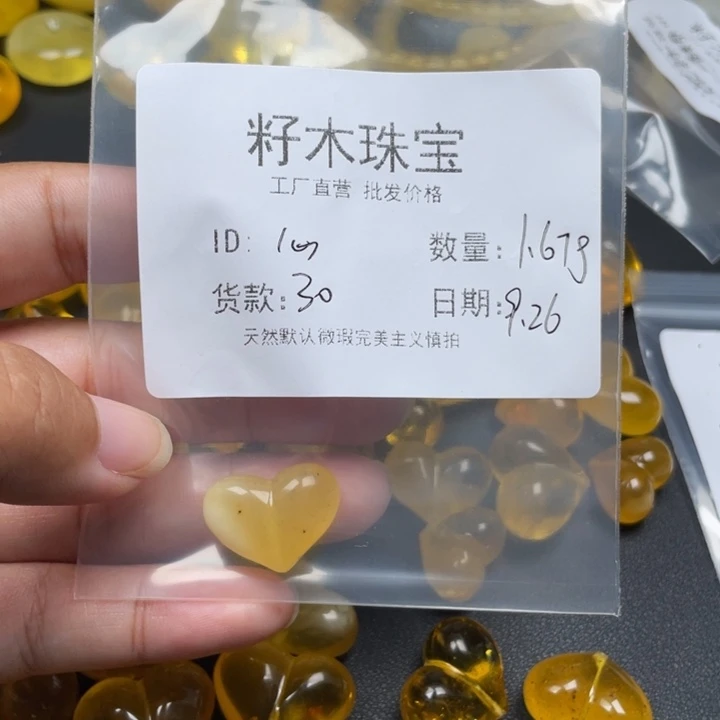 籽木珠宝
工厂直营 批发价格
ID: 数量: 1.67g
货款: 30 日期: 9.26
天然默认微瑕完美主义慎拍